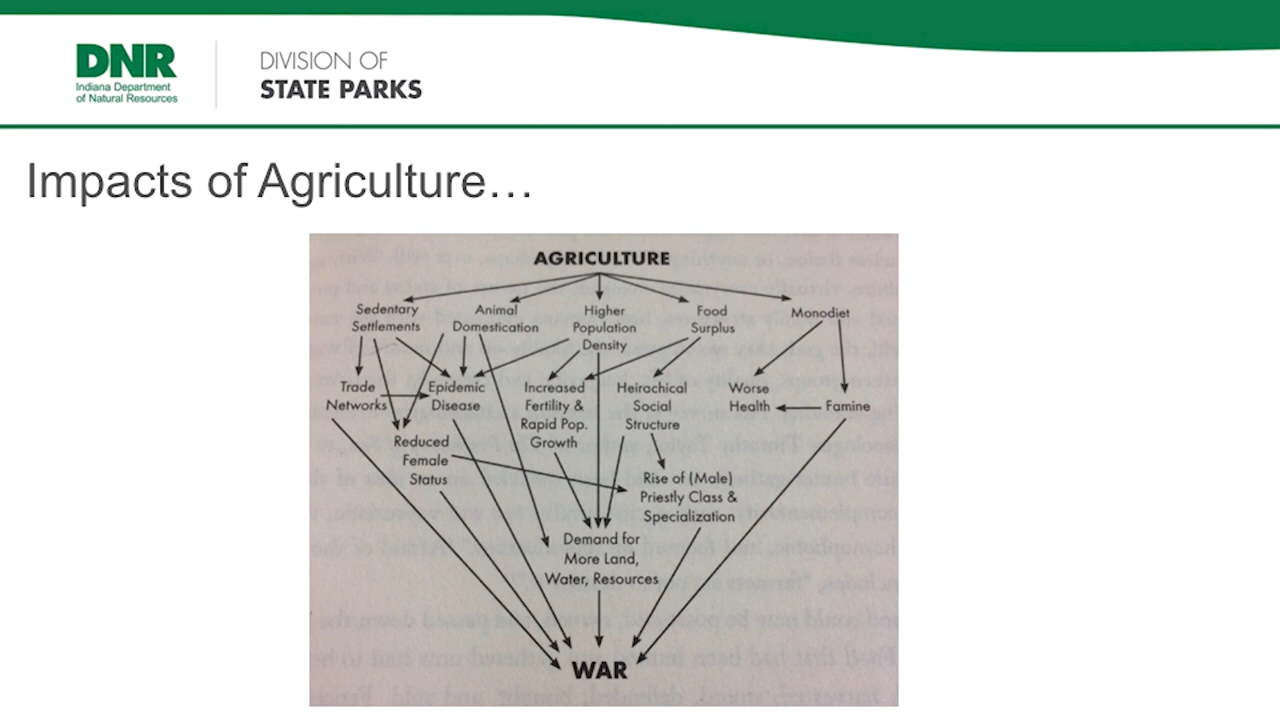 DNR
Indiana Department
of Natural Resources
DIVISION OF
STATE PARKS
Impacts of Agriculture…
AGRICULTURE
Sedentary
Settlements
Animal
Domestication
Higher
Population
Density
Food
Surplus
Monodiet
Trade
Networks
Epidemic
Disease
Increased
Fertility &
Rapid Pop.
Growth
Heirachical
Social
Structure
Worse
Health
Famine
Reduced
Female
Status
Rise of (Male)
Priestly Class &
Specialization
Demand for
More Land,
Water, Resources
WAR